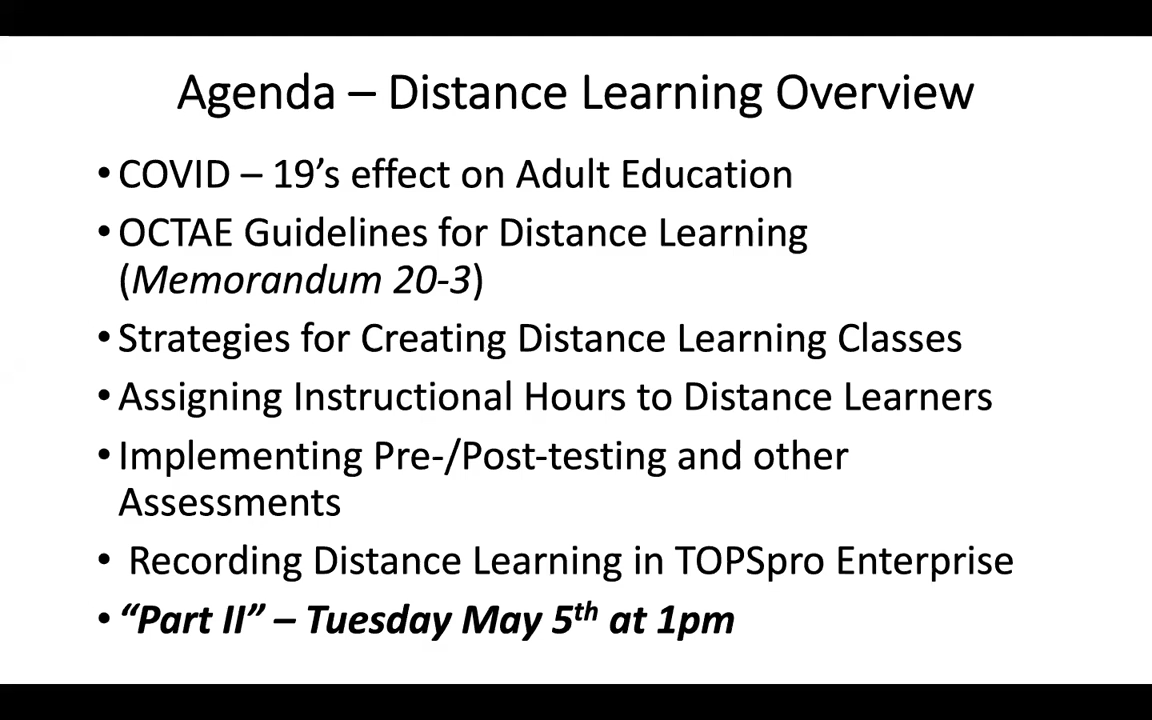 Agenda – Distance Learning Overview
• COVID – 19’s effect on Adult Education
• OCTAE Guidelines for Distance Learning
(Memorandum 20-3)
• Strategies for Creating Distance Learning Classes
• Assigning Instructional Hours to Distance Learners
• Implementing Pre-/Post-testing and other
Assessments
• Recording Distance Learning in TOPSpro Enterprise
• “Part II” – Tuesday May 5th at 1pm